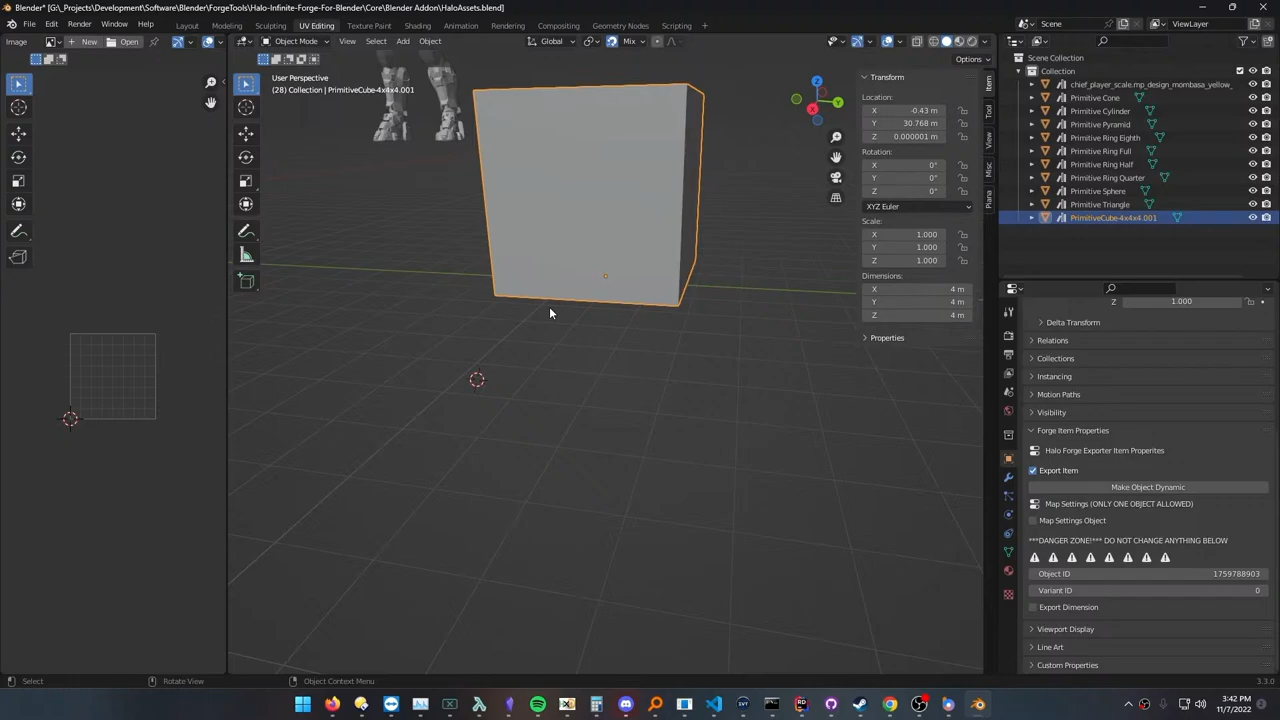 Blender* [G:\_Projects\Development\Software\Blender\ForgeTools\Halo-Infinite-Forge-For-Blender\Core\Blender Addon\HaloAssets.blend]
File Edit Render Window Help Layout Modeling Sculpting UV Editing Texture Paint Shading Animation Rendering Compositing Geometry Nodes Scripting Scene ViewLayer
Image New Open Object Mode View Select Add Object Global Mix
Options
User Perspective
(28) Collection | PrimitiveCube-4x4x4.001
Z
Y
X
Transform
Location:
X -0.43 m
Y 30.768 m
Z 0.000001 m
Rotation:
X 0°
Y 0°
Z 0°
XYZ Euler
Scale:
X 1.000
Y 1.000
Z 1.000
Dimensions:
X 4 m
Y 4 m
Z 4 m
Properties
Item
Tool
View
Misc
Scene Collection
Collection
chief_player_scale.mp_design_mombasa_yellow_
Primitive Cone
Primitive Cylinder
Primitive Pyramid
Primitive Ring Eighth
Primitive Ring Full
Primitive Ring Half
Primitive Ring Quarter
Primitive Sphere
Primitive Triangle
PrimitiveCube-4x4x4.001
Z 1.000
Delta Transform
Relations
Collections
Instancing
Motion Paths
Visibility
Forge Item Properties
Halo Forge Exporter Item Properites
Export Item
Make Object Dynamic
Map Settings (ONLY ONE OBJECT ALLOWED)
Map Settings Object
***DANGER ZONE!*** DO NOT CHANGE ANYTHING BELOW
Object ID 1759788903
Variant ID 0
Export Dimension
Viewport Display
Line Art
Custom Properties
Select Rotate View Object Context Menu 3.3.0
3:42 PM
11/7/2022